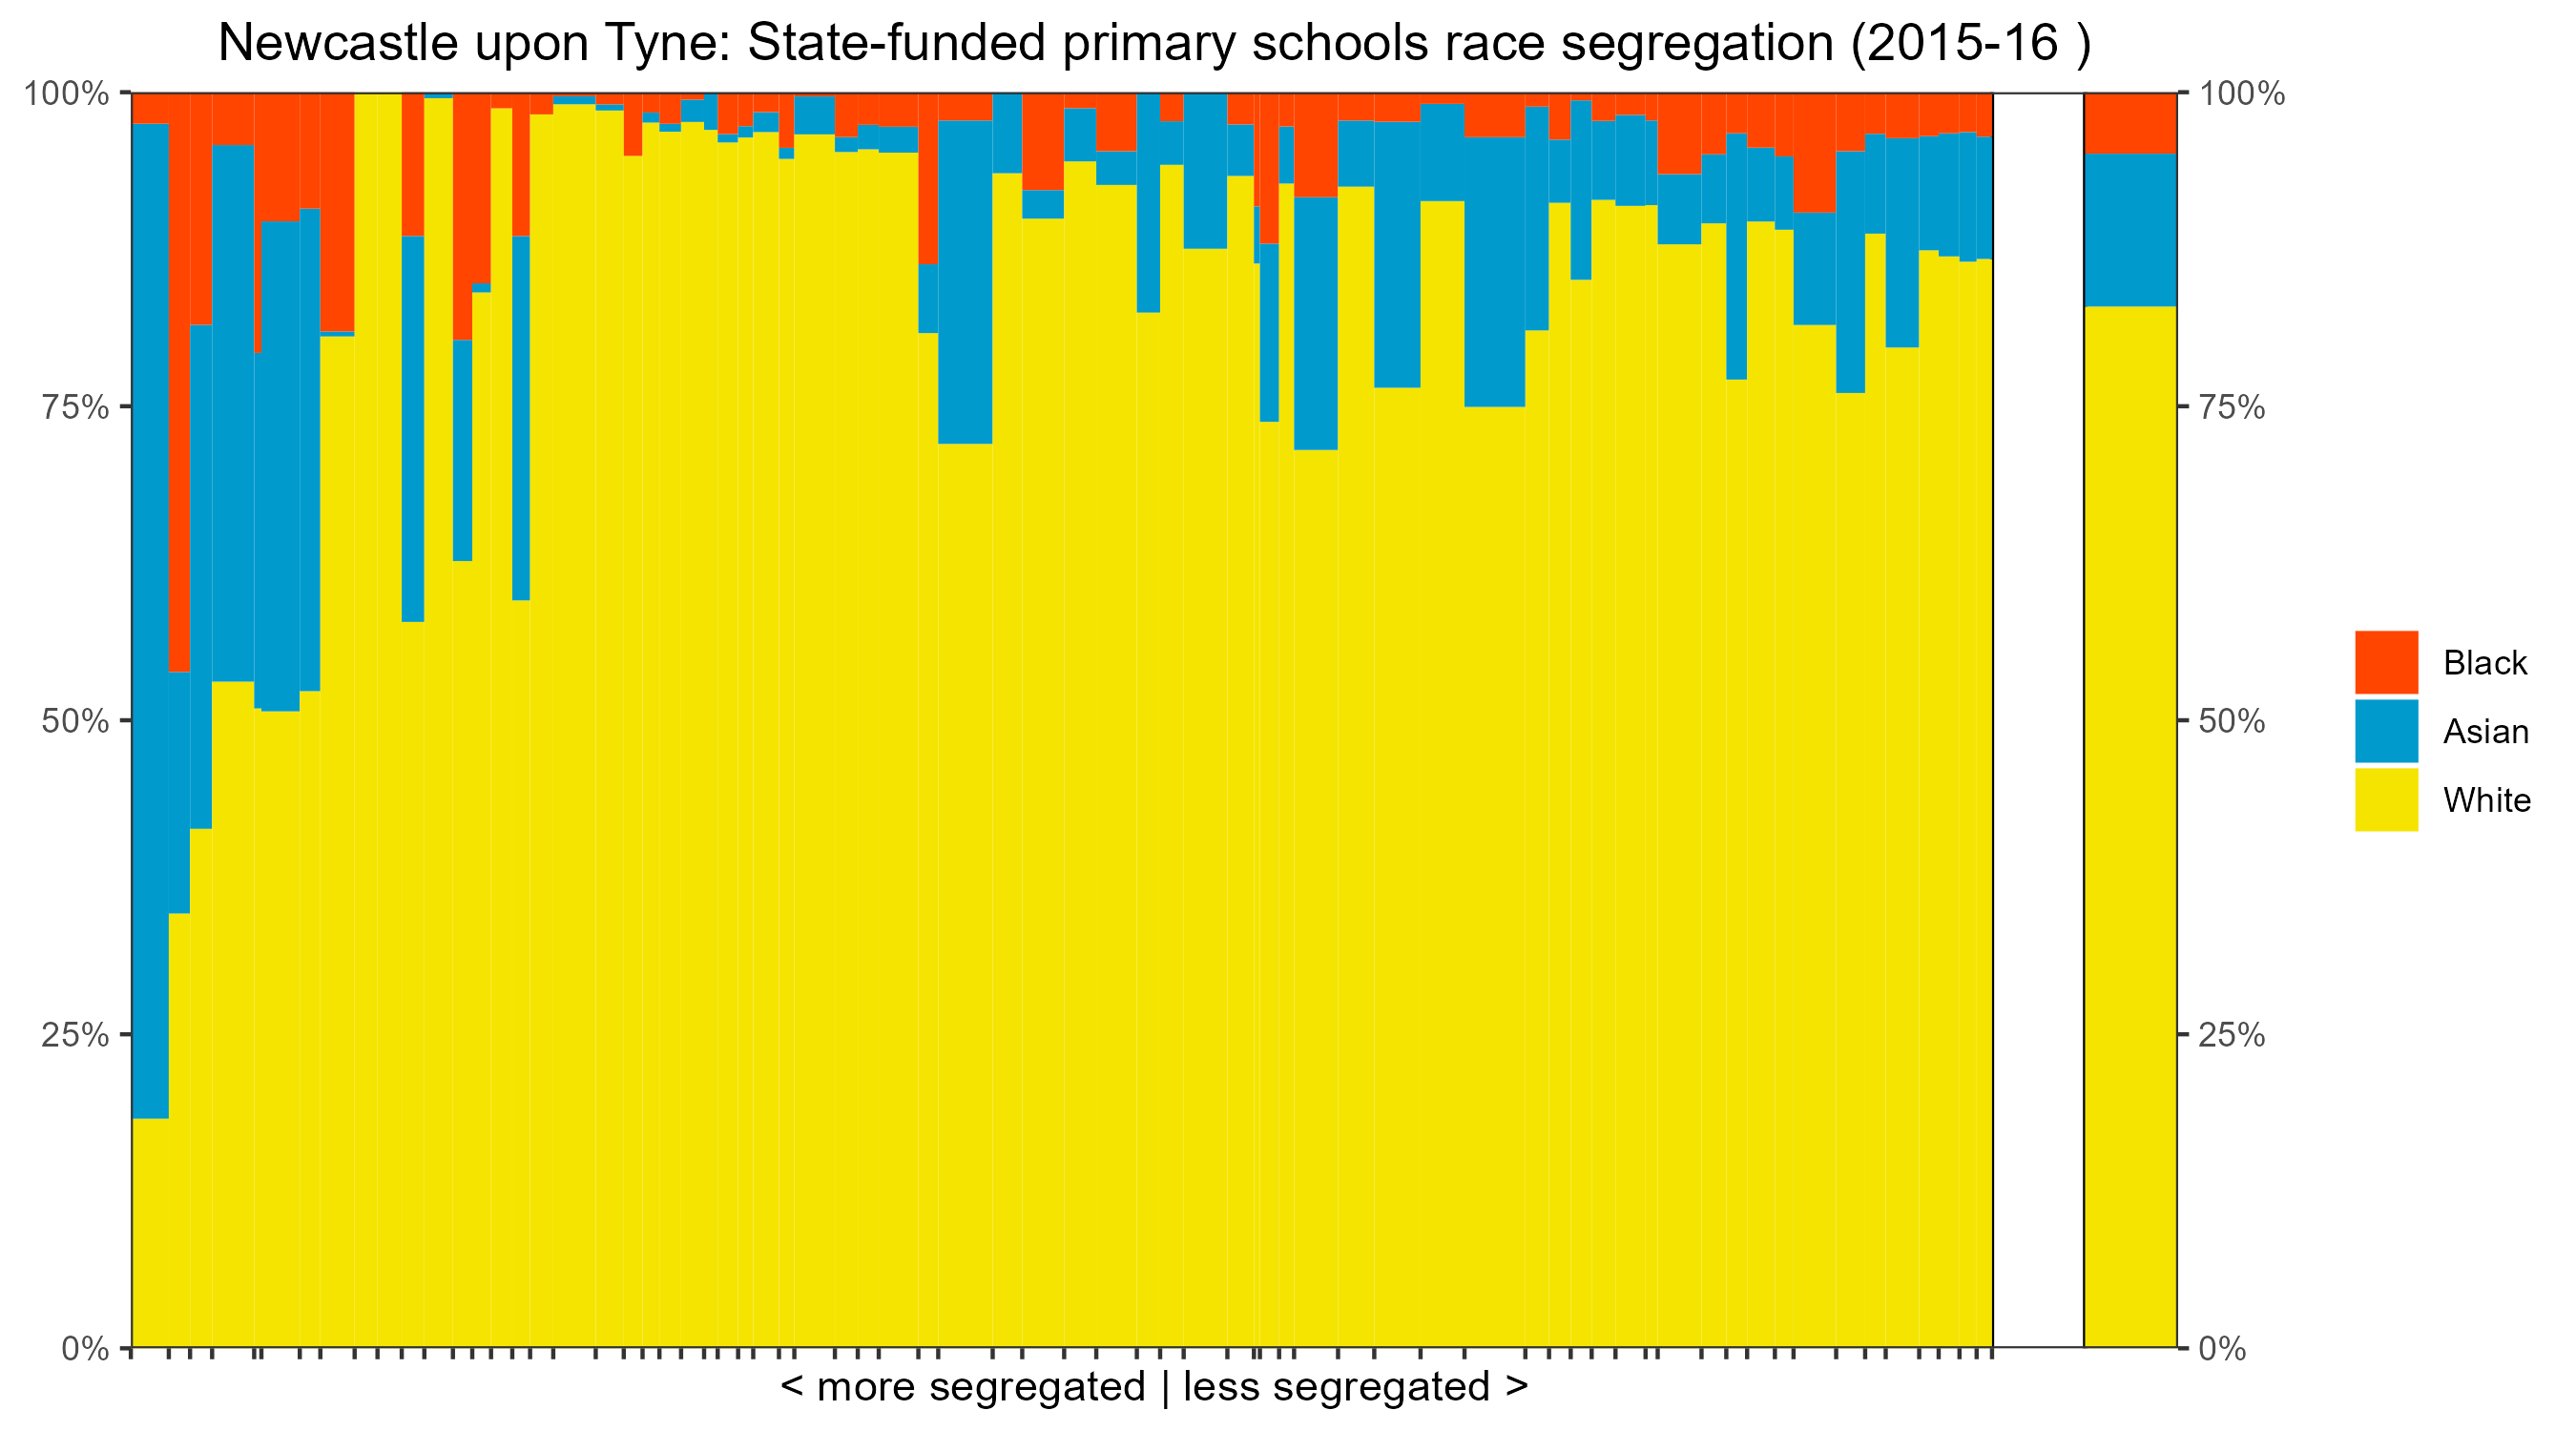 Newcastle upon Tyne: State-funded primary schools race segregation (2015-16 )
100%
75%
50%
25%
0%
100%
75%
50%
25%
0%
Black
Asian
White
< more segregated | less segregated >